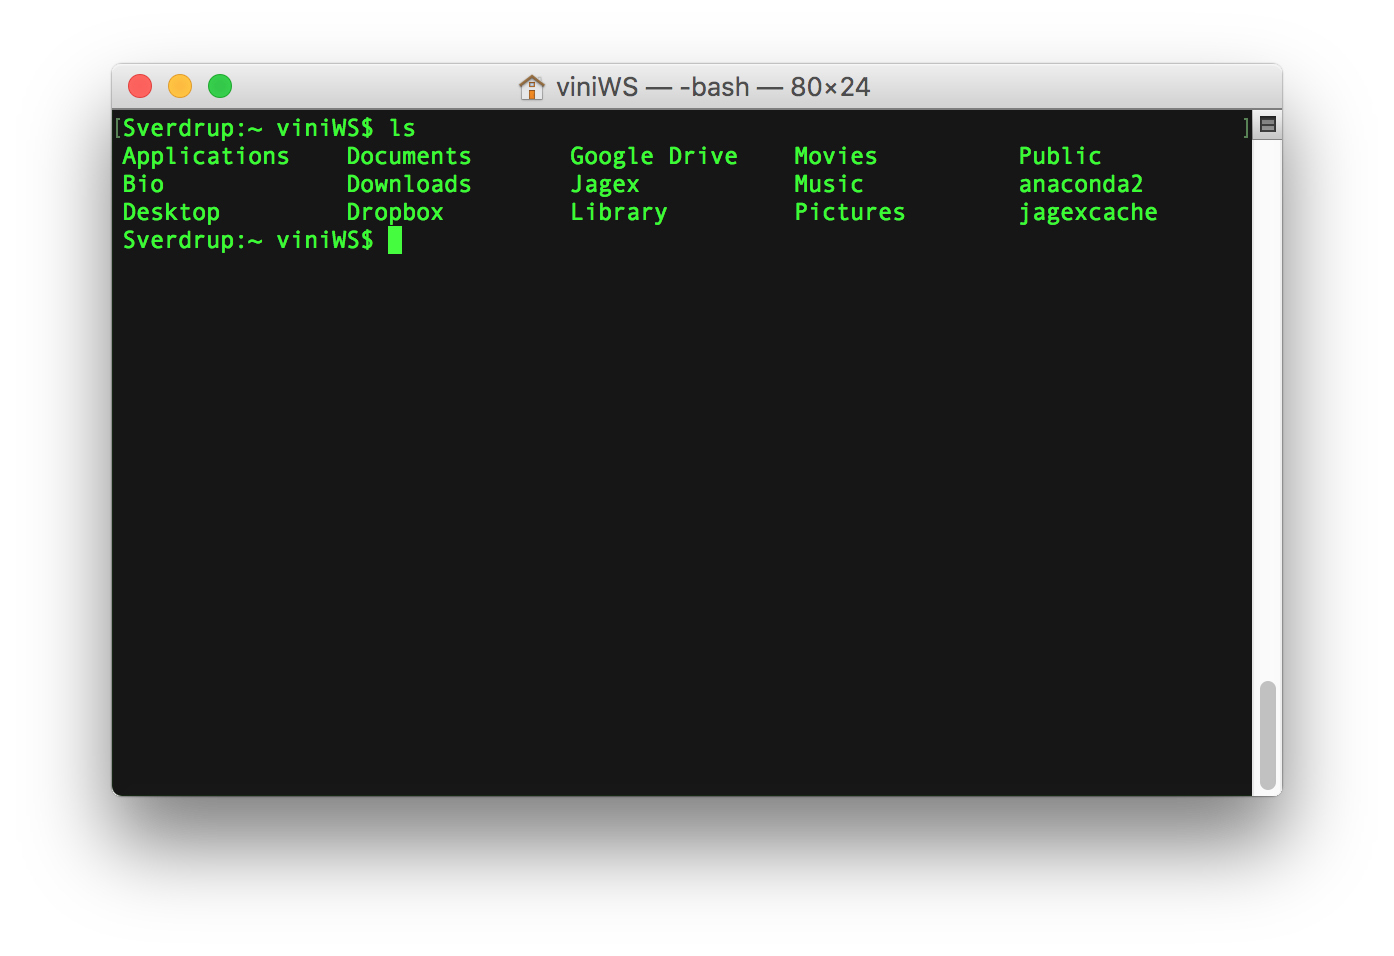 viniWS — -bash — 80×24
[Sverdrup:~ viniWS$ ls ]
Applications Documents Google Drive Movies Public
Bio Downloads Jagex Music anaconda2
Desktop Dropbox Library Pictures jagexcache
Sverdrup:~ viniWS$